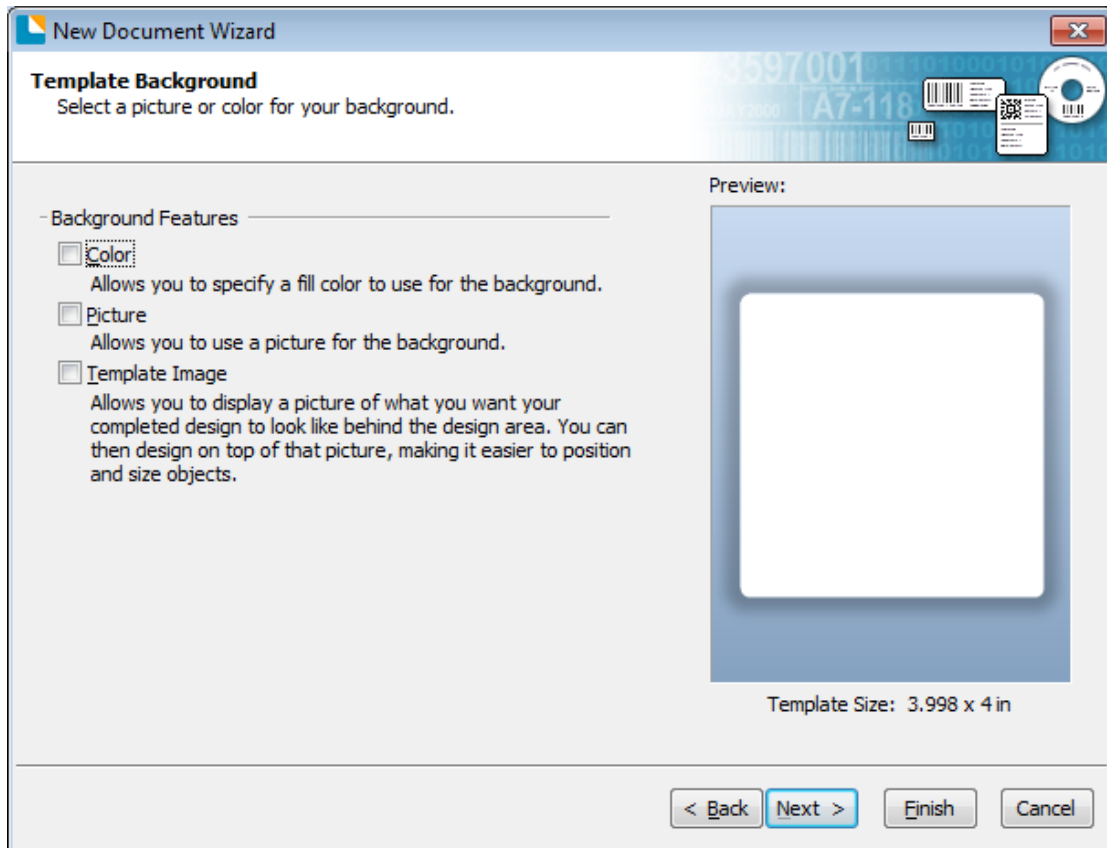 New Document Wizard
Template Background
Select a picture or color for your background.
3597001
A7-118
Preview:
Background Features
Color
Allows you to specify a fill color to use for the background.
Picture
Allows you to use a picture for the background.
Template Image
Allows you to display a picture of what you want your
completed design to look like behind the design area. You can
then design on top of that picture, making it easier to position
and size objects.
Template Size: 3.998 x 4 in
< Back
Next >
Finish
Cancel